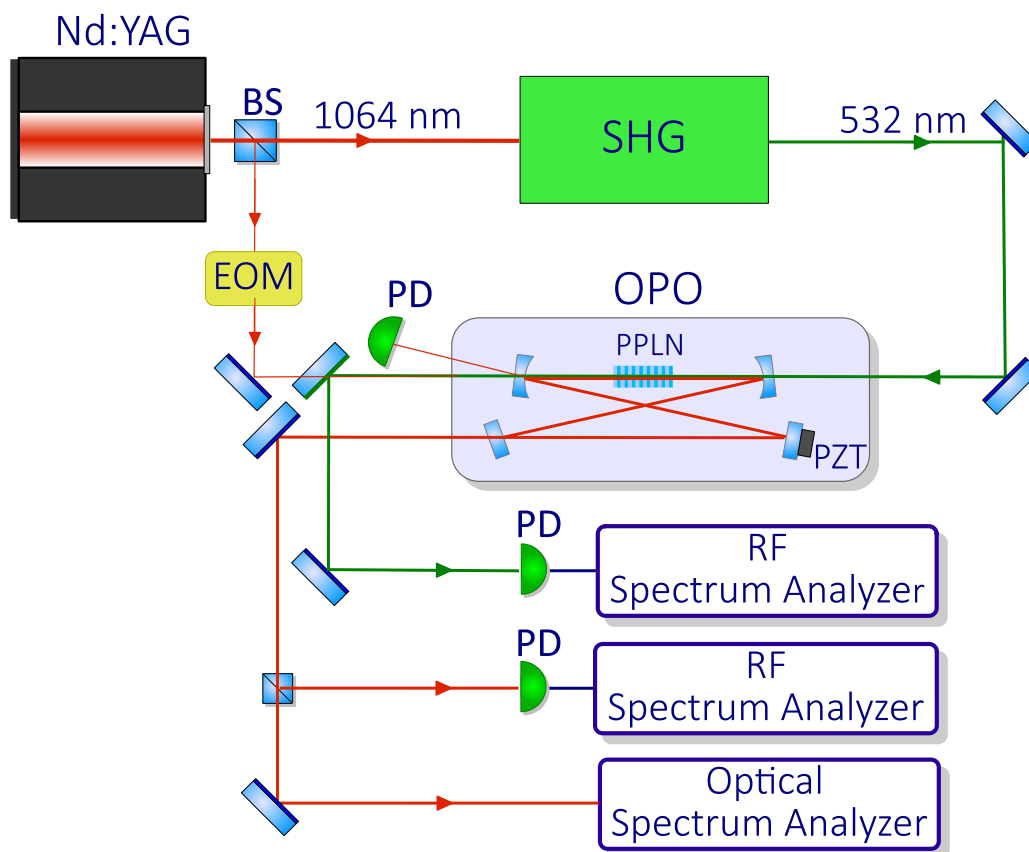 Nd:YAG
BS
1064 nm
SHG
532 nm
EOM
PD
OPO
PPLN
PZT
PD
RF
Spectrum Analyzer
PD
RF
Spectrum Analyzer
Optical
Spectrum Analyzer